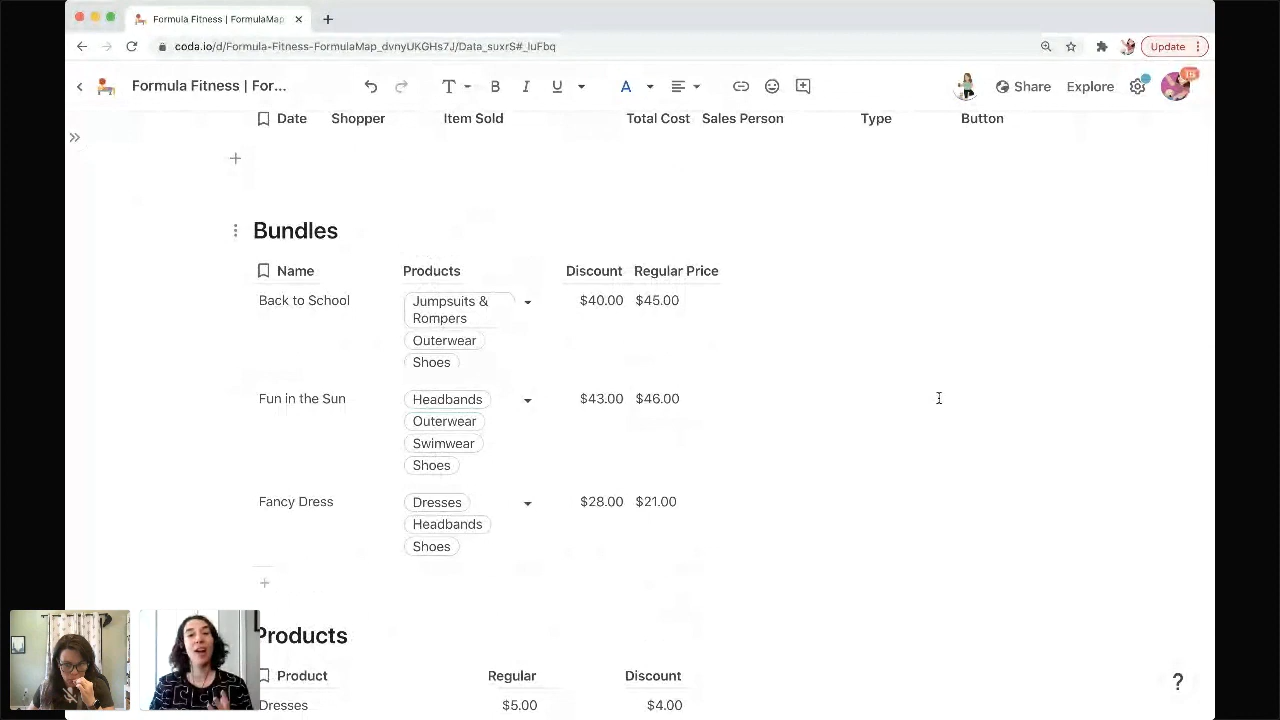 Formula Fitness | FormulaMap
coda.io/d/Formula-Fitness-FormulaMap_dvnyUKGHs7J/Data_suxrS#_luFbq
Update
Formula Fitness | For...
T B I U A Share Explore 15
Date Shopper Item Sold Total Cost Sales Person Type Button
Bundles
Name Products Discount Regular Price
Back to School Jumpsuits & $40.00 $45.00
Rompers
Outerwear
Shoes
Fun in the Sun Headbands $43.00 $46.00
Outerwear
Swimwear
Shoes
Fancy Dress Dresses $28.00 $21.00
Headbands
Shoes
Products
Product Regular Discount
Dresses $5.00 $4.00
?